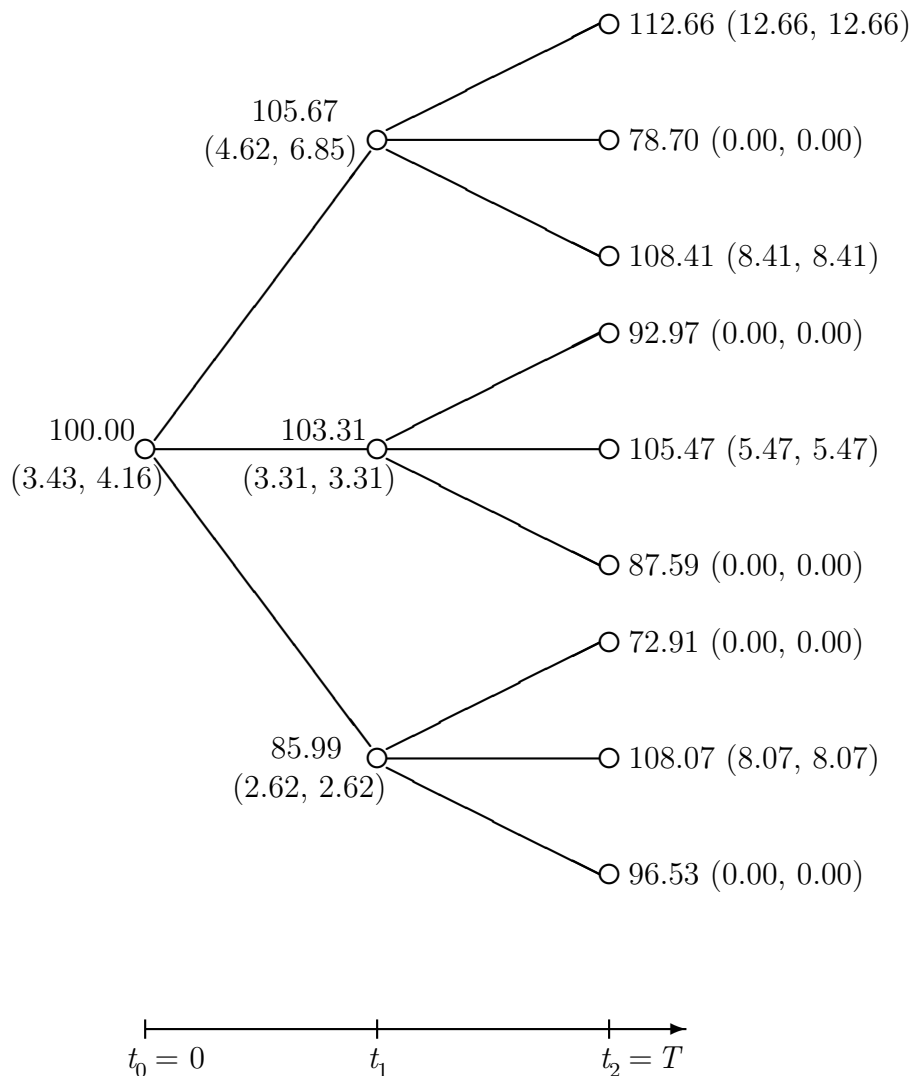 112.66 (12.66, 12.66)
105.67
(4.62, 6.85)
78.70 (0.00, 0.00)
108.41 (8.41, 8.41)
92.97 (0.00, 0.00)
100.00
(3.43, 4.16)
103.31
(3.31, 3.31)
105.47 (5.47, 5.47)
87.59 (0.00, 0.00)
72.91 (0.00, 0.00)
85.99
(2.62, 2.62)
108.07 (8.07, 8.07)
96.53 (0.00, 0.00)
t₀ = 0 t₁ t₂ = T